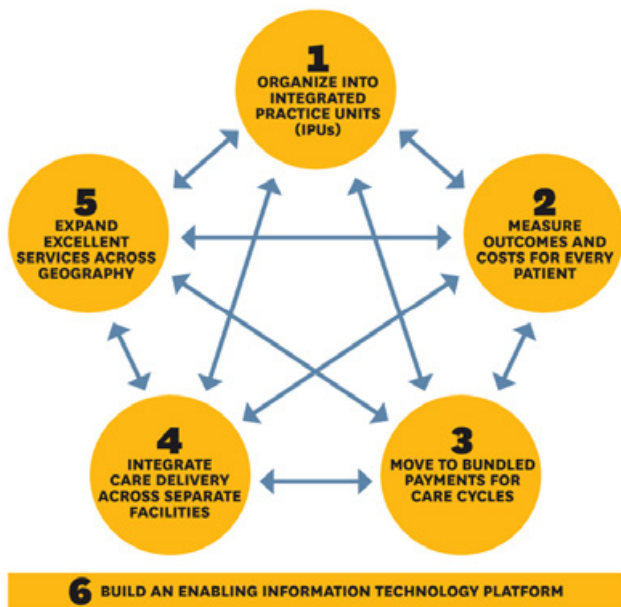 1
ORGANIZE INTO
INTEGRATED
PRACTICE UNITS
(IPUs)
2
MEASURE
OUTCOMES AND
COSTS FOR EVERY
PATIENT
3
MOVE TO BUNDLED
PAYMENTS FOR
CARE CYCLES
4
INTEGRATE
CARE DELIVERY
ACROSS SEPARATE
FACILITIES
5
EXPAND
EXCELLENT
SERVICES ACROSS
GEOGRAPHY
6 BUILD AN ENABLING INFORMATION TECHNOLOGY PLATFORM